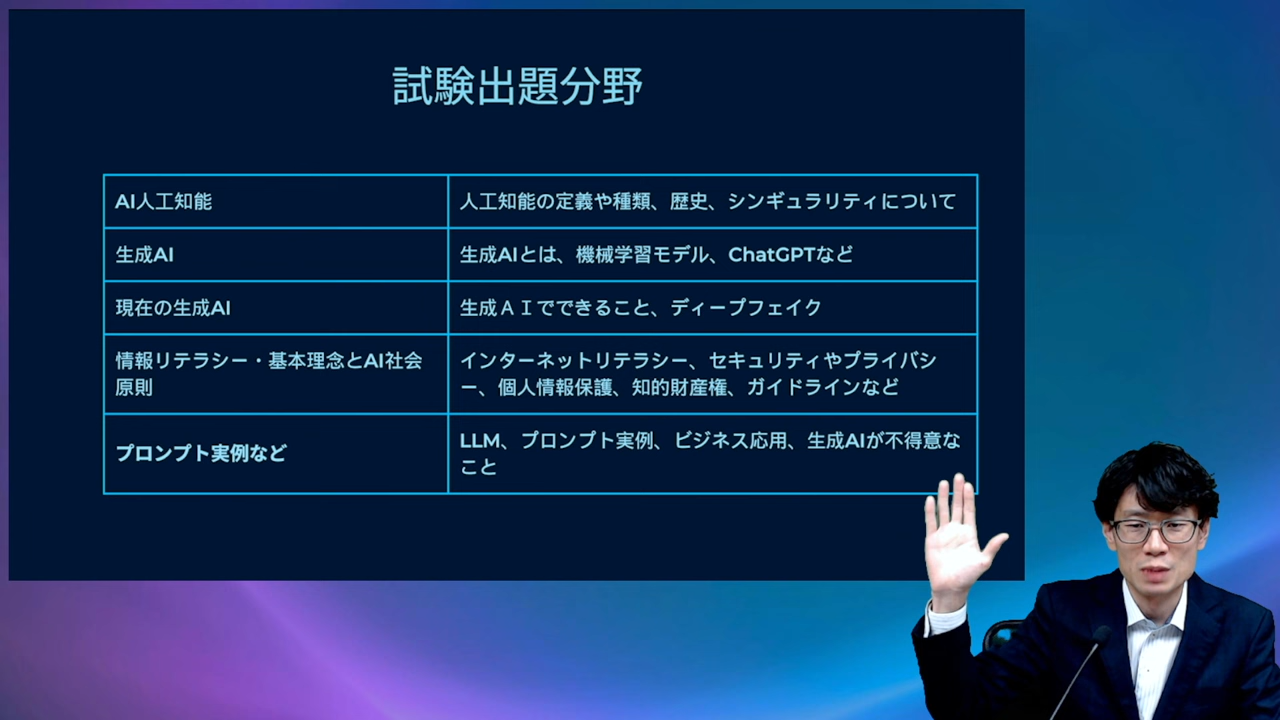 試験出題分野
AI人工知能
人工知能の定義や種類、歴史、シンギュラリティについて
生成AI
生成AIとは、機械学習モデル、ChatGPTなど
現在の生成AI
生成ＡＩでできること、ディープフェイク
情報リテラシー・基本理念とAI社会
原則
インターネットリテラシー、セキュリティやプライバシ
ー、個人情報保護、知的財産権、ガイドラインなど
プロンプト実例など
LLM、プロンプト実例、ビジネス応用、生成AIが不得意な
こと